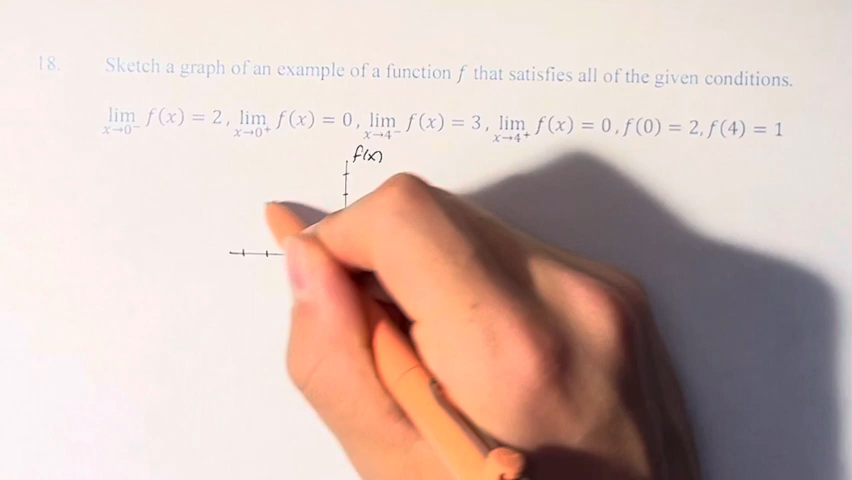 18. Sketch a graph of an example of a function f that satisfies all of the given conditions.
lim x→0⁻ f(x) = 2, lim x→0⁺ f(x) = 0, lim x→4⁻ f(x) = 3, lim x→4⁺ f(x) = 0, f(0) = 2, f(4) = 1
f(x)